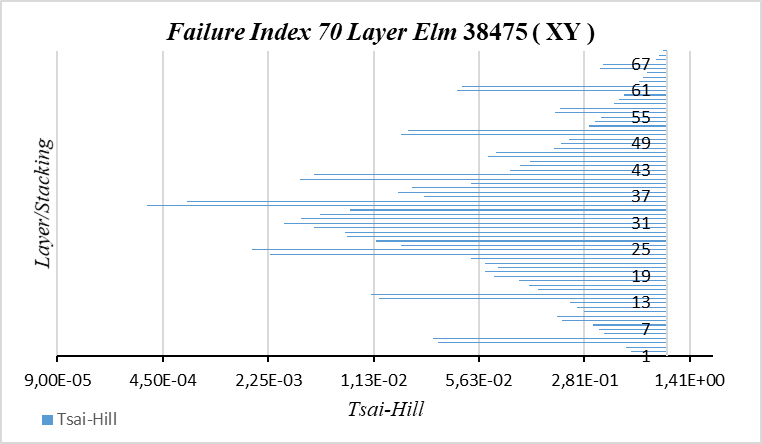 Failure Index 70 Layer Elm 38475 ( XY )
Layer/Stacking
67
61
55
49
43
37
31
25
19
13
7
1
9,00E-05 4,50E-04 2,25E-03 1,13E-02 5,63E-02 2,81E-01 1,41E+00
Tsai-Hill
Tsai-Hill